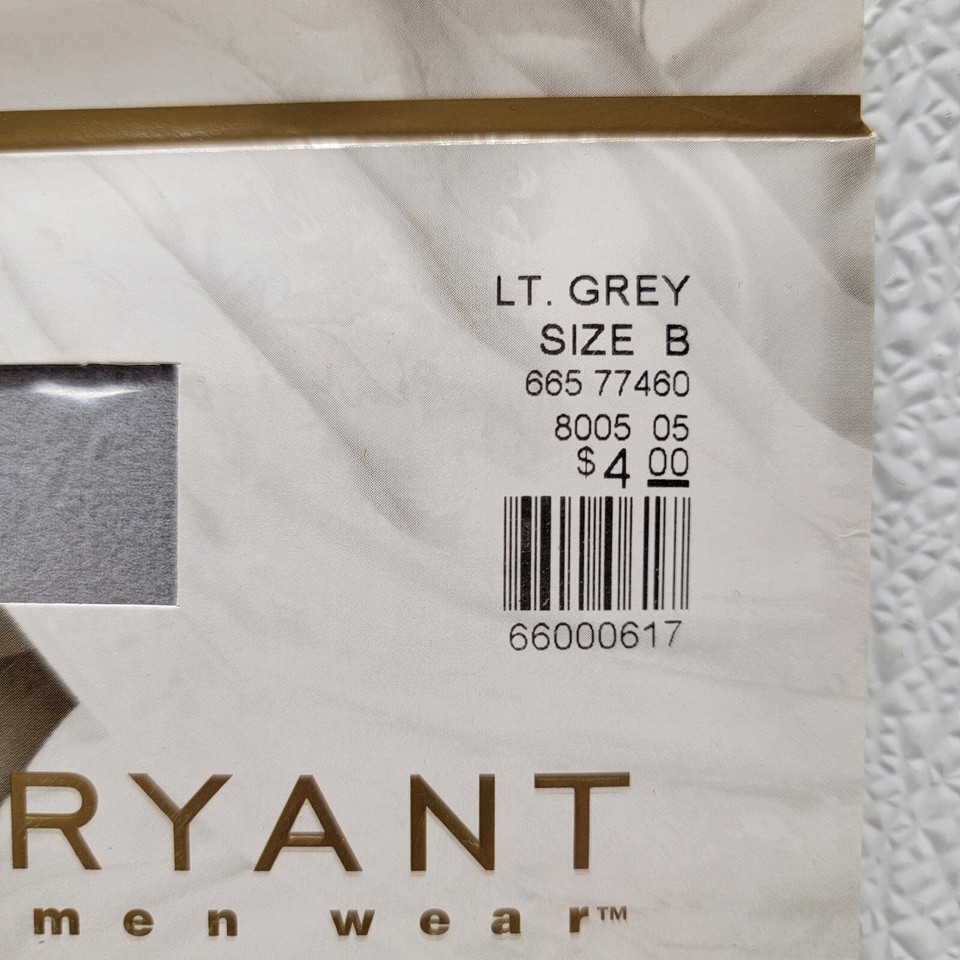 LT. GREY
SIZE B
665 77460
8005 05
$4 00
66000617
RYANT
men wear™